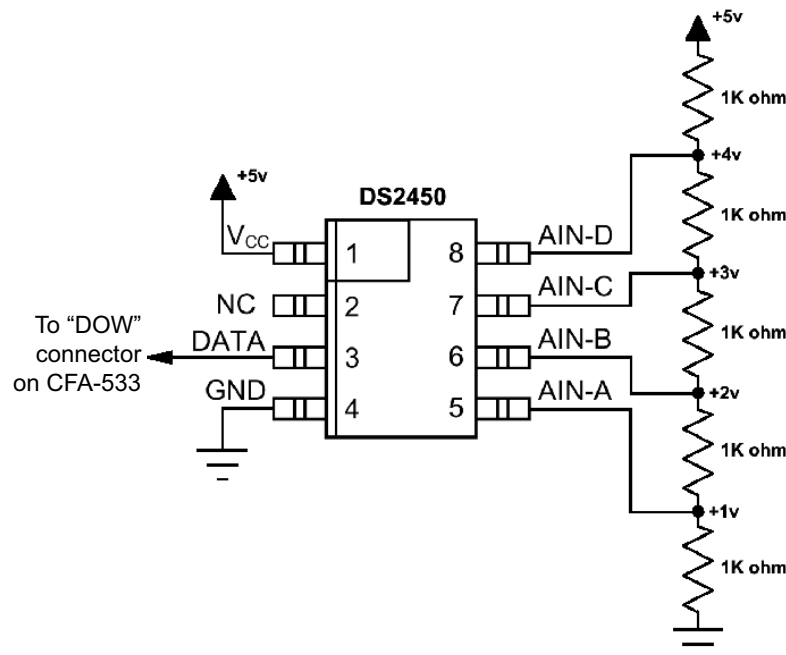 +5v
1K ohm
+4v
+5v
DS2450
1K ohm
VCC
1
8
AIN-D
+3v
NC
2
7
AIN-C
To “DOW”
connector
on CFA-533
DATA
3
6
AIN-B
1K ohm
+2v
GND
4
5
AIN-A
1K ohm
+1v
1K ohm